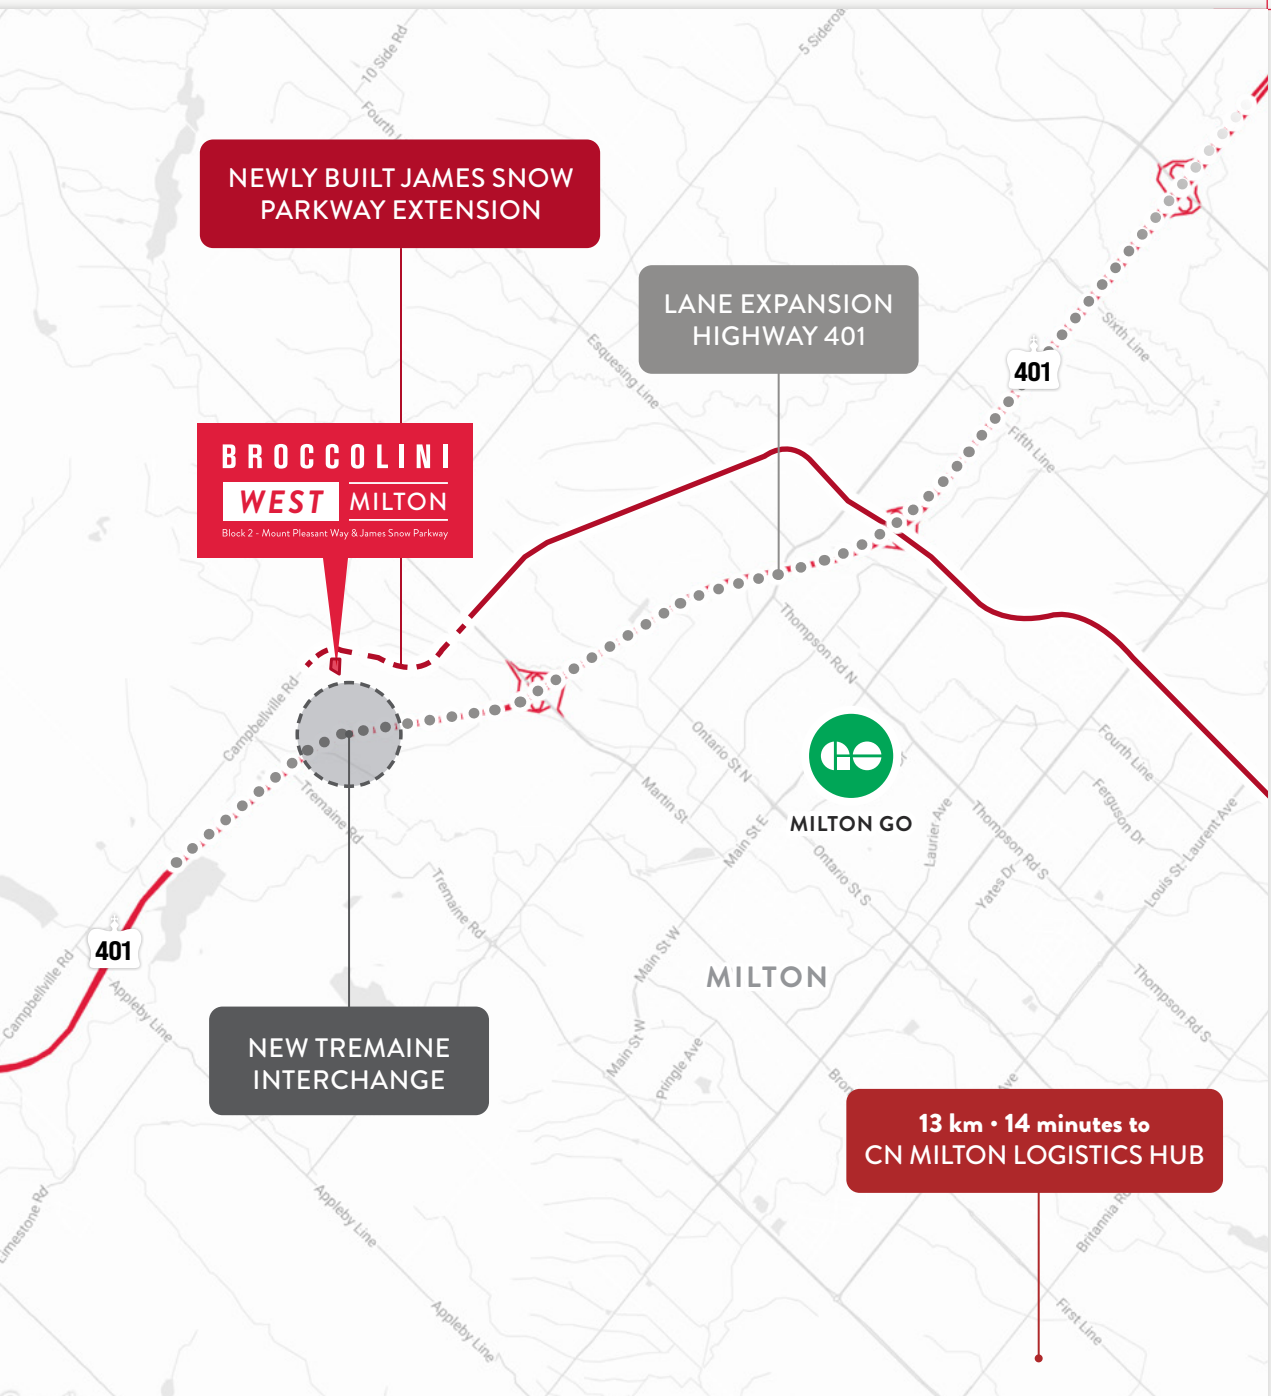 10 Side Rd
5 Sideroa
Fourth L
NEWLY BUILT JAMES SNOW
PARKWAY EXTENSION
LANE EXPANSION
HIGHWAY 401
Sixth Line
Esquesing Line
401
Fifth Line
BROCCOLINI
WEST MILTON
Block 2 - Mount Pleasant Way & James Snow Parkway
Thompson Rd N
Campbellville Rd
Ontario St N
Fourth Line
GO
MILTON GO
Martin St
Tremaine Rd
Main St E
Laurier Ave
Ferguson Dr
Thompson Rd S
Louis St. Laurent Ave
Ontario St S
Yates Dr
Tremaine Rd
401
Campbellville Rd
Appleby Line
Main St W
MILTON
Thompson Rd S
NEW TREMAINE
INTERCHANGE
Main St W
Pringle Ave
Bron
Ave
13 km • 14 minutes to
CN MILTON LOGISTICS HUB
Limestone Rd
Appleby Line
Britannia Rd
Appleby Line
First Line